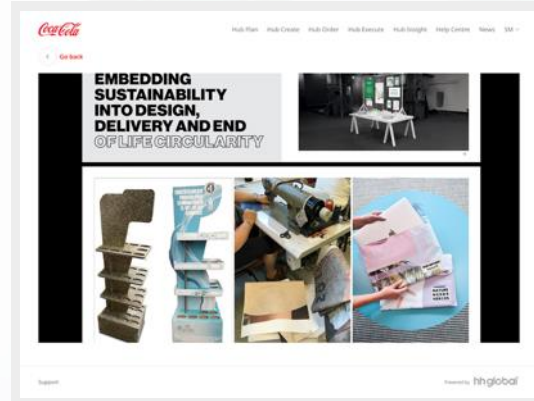 Coca-Cola
Hub Plan Hub Create Hub Order Hub Execute Hub Insight Help Centre News SM
Go back
EMBEDDING
SUSTAINABILITY
INTO DESIGN,
DELIVERY AND END
OF LIFE CIRCULARITY
Support
Powered by hhglobal